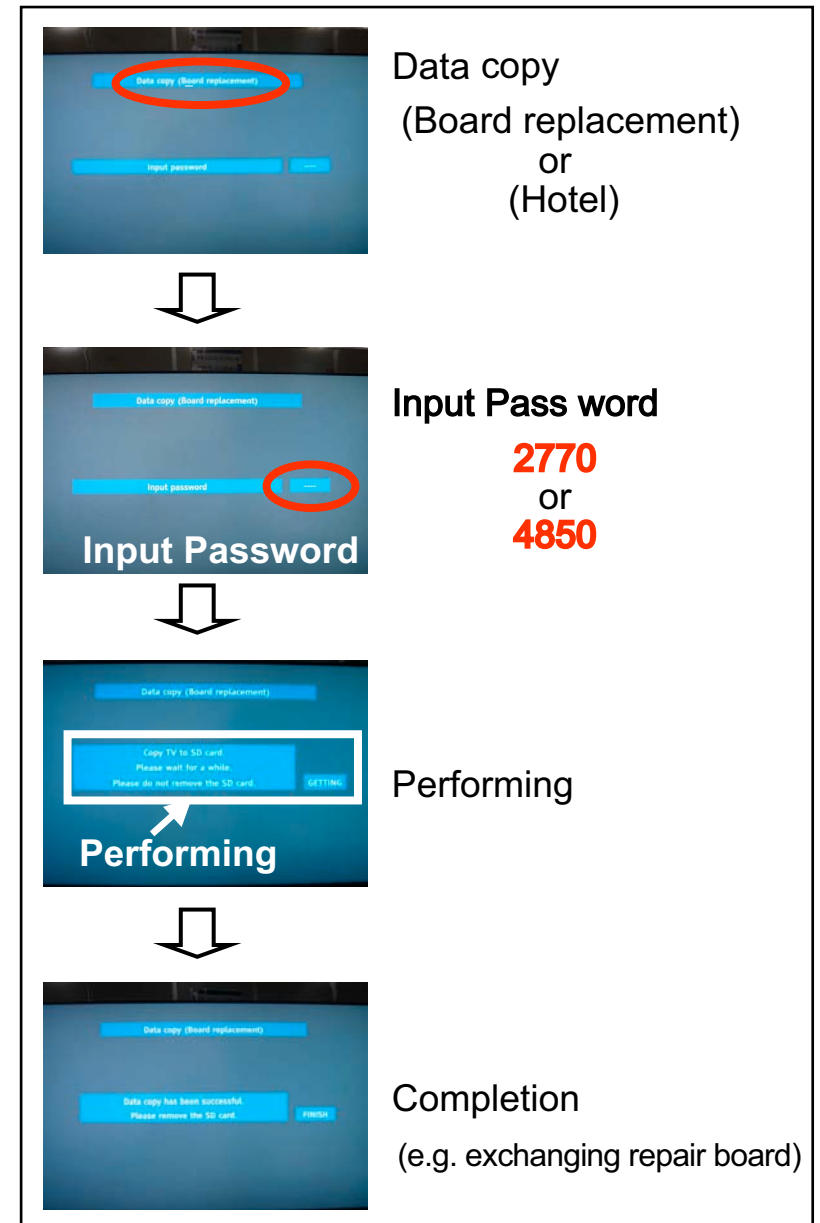 Data copy (Board replacement)
Input password ----
Data copy
(Board replacement)
or
(Hotel)
Data copy (Board replacement)
Input password ----
Input Password
Input Pass word
2770
or
4850
Data copy (Board replacement)
Copy TV to SD card.
Please wait for a while.
Please do not remove the SD card. GETTING
Performing
Performing
Data copy (Board replacement)
Data copy has been successful.
Please remove the SD card. FINISH
Completion
(e.g. exchanging repair board)